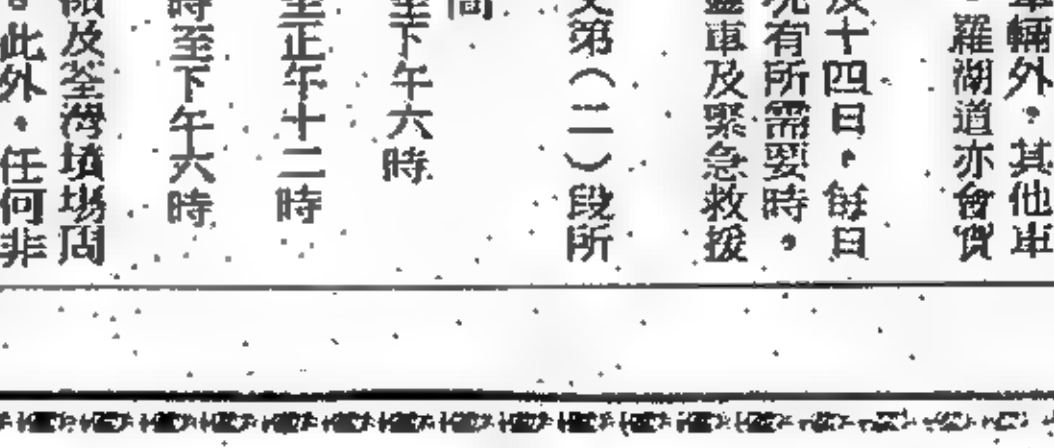 車輛外，其他車
，羅湖道亦會實
及十四日，每日
況有所需要時，
靈車及緊急救援
文第（二）段所
間
至下午六時
至正午十二時
時至下午六時
嶺及荃灣墳場周
。此外，任何非